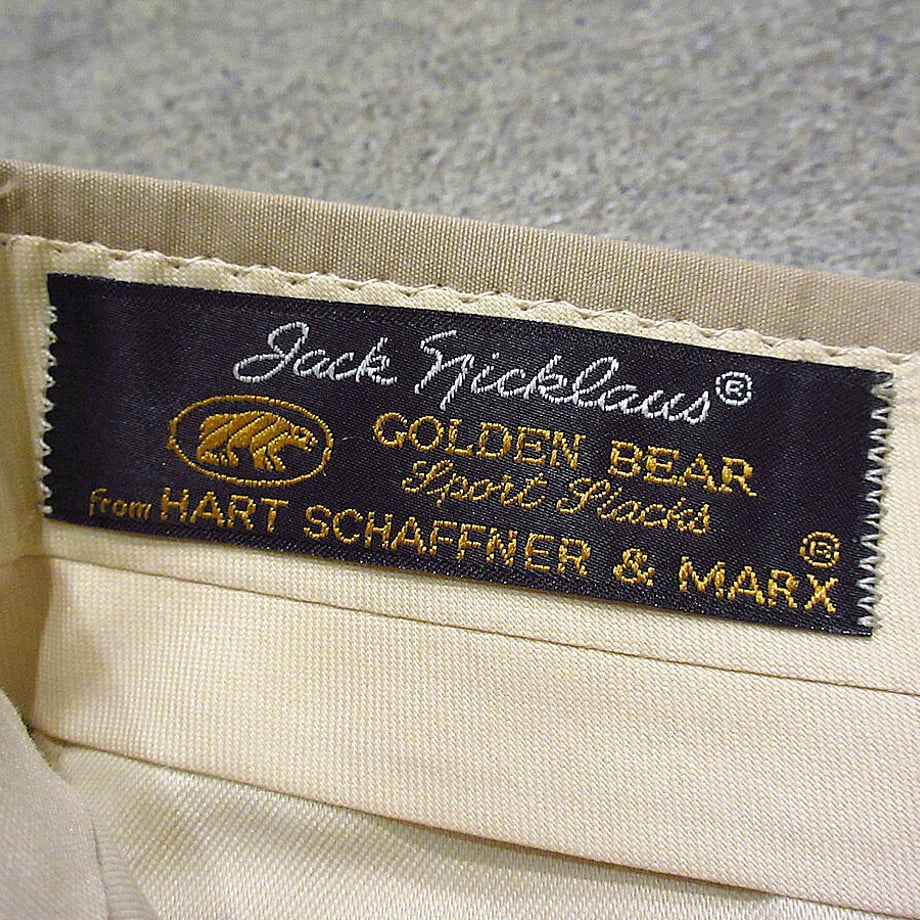 Jack Nicklaus®
GOLDEN BEAR
Sport Slacks
from HART SCHAFFNER & MARX®